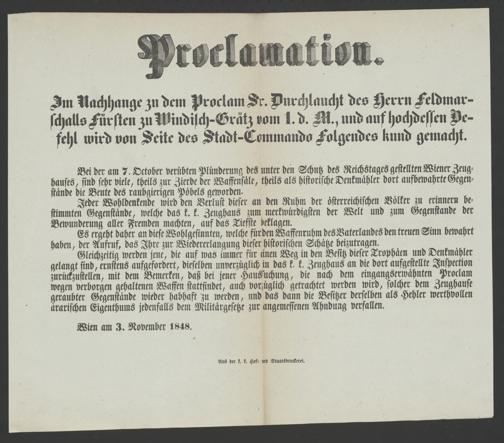 Proclamation.
Im Nachhange zu dem Proclam Sr. Durchlaucht des Herrn Feldmar-
schalls Fürsten zu Windisch-Grätz vom 1. d. M., und auf hochdessen Be-
fehl wird von Seite des Stadt-Commando Folgendes kund gemacht.
Bei der am 7. October verübten Plünderung des unter den Schutz des Reichstages gestellten Wiener Zeug-
hauses, sind sehr viele, theils zur Zierde der Waffensäle, theils als historische Denkmähler dort aufbewahrte Gegen-
stände die Beute des raubgierigen Pöbels geworden.
Jeder Wohldenkende wird den Verlust dieser an den Ruhm der österreichischen Völker zu erinnern be-
stimmten Gegenstände, welche das k. k. Zeughaus zum merkwürdigsten der Welt und zum Gegenstande der
Bewunderung aller Fremden machten, auf das Tiefste beklagen.
Es ergeht daher an diese Wohlgesinnten, welche für den Waffenruhm des Vaterlandes den treuen Sinn bewahrt
haben, der Aufruf, das Ihre zur Wiedererlangung dieser historischen Schätze beizutragen.
Gleichzeitig werden jene, die auf was immer für einen Weg in den Besitz dieser Trophäen und Denkmähler
gelangt sind, ernstens aufgefordert, dieselben unverzüglich in das k. k. Zeughaus an die dort aufgestellte Inspection
zurückzustellen, mit dem Bemerken, daß bei jener Haussuchung, die nach dem eingangserwähnten Proclam
wegen verborgen gehaltenen Waffen stattfindet, auch vorzüglich getrachtet werden wird, solcher dem Zeughause
geraubter Gegenstände wieder habhaft zu werden, und das dann die Besitzer derselben als Hehler werthvollen
ärarischen Eigenthums jedenfalls dem Militärgesetz zur angemessenen Ahndung verfallen.
Wien am 3. November 1848.
Aus der k. k. Hof- und Staatsdruckerei.